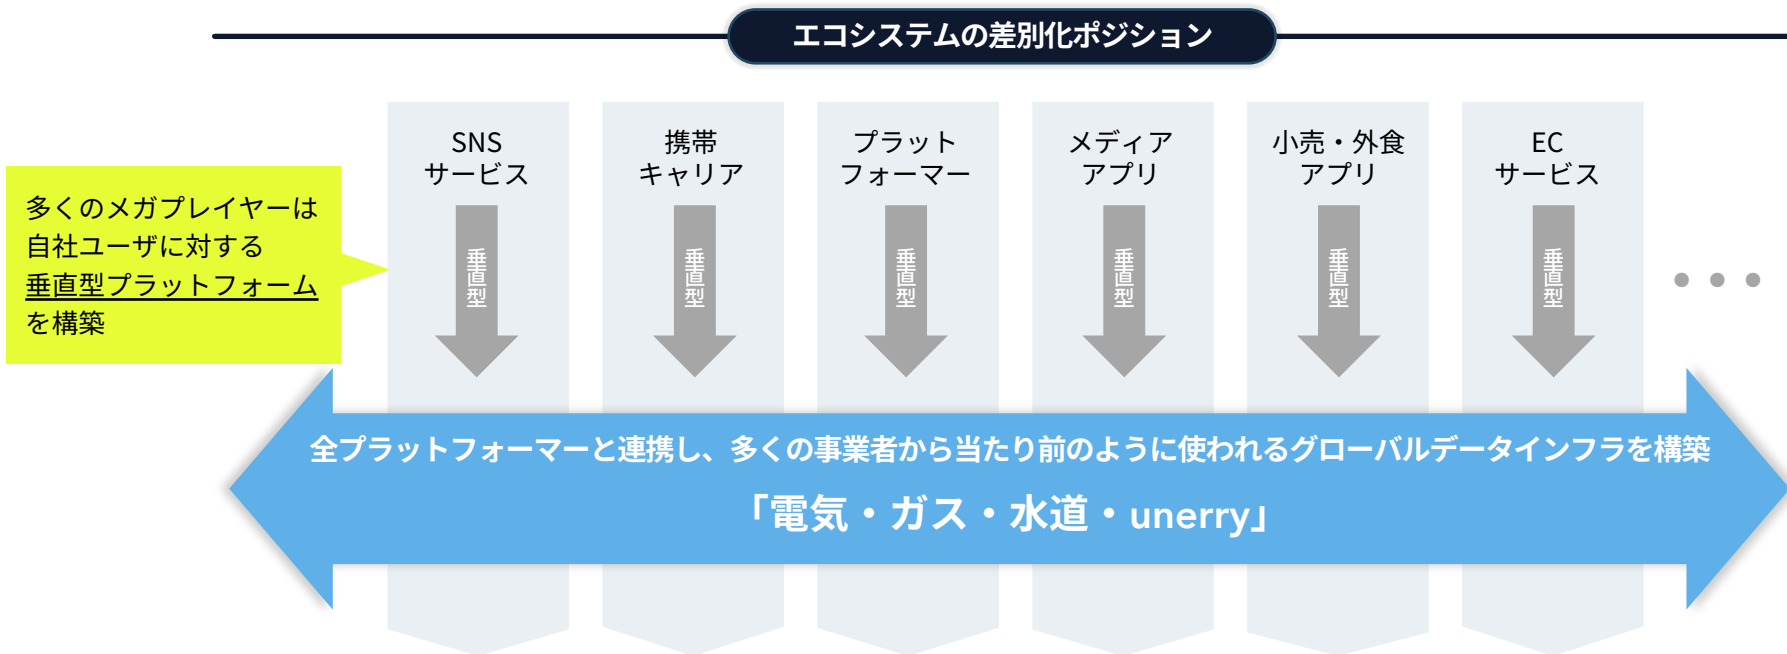 エコシステムの差別化ポジション
SNS
サービス
携帯
キャリア
プラット
フォーマー
メディア
アプリ
小売・外食
アプリ
EC
サービス
多くのメガプレイヤーは
自社ユーザに対する
垂直型プラットフォーム
を構築
垂直型
垂直型
垂直型
垂直型
垂直型
垂直型
全プラットフォーマーと連携し、多くの事業者から当たり前のように使われるグローバルデータインフラを構築
「電気・ガス・水道・unerry」